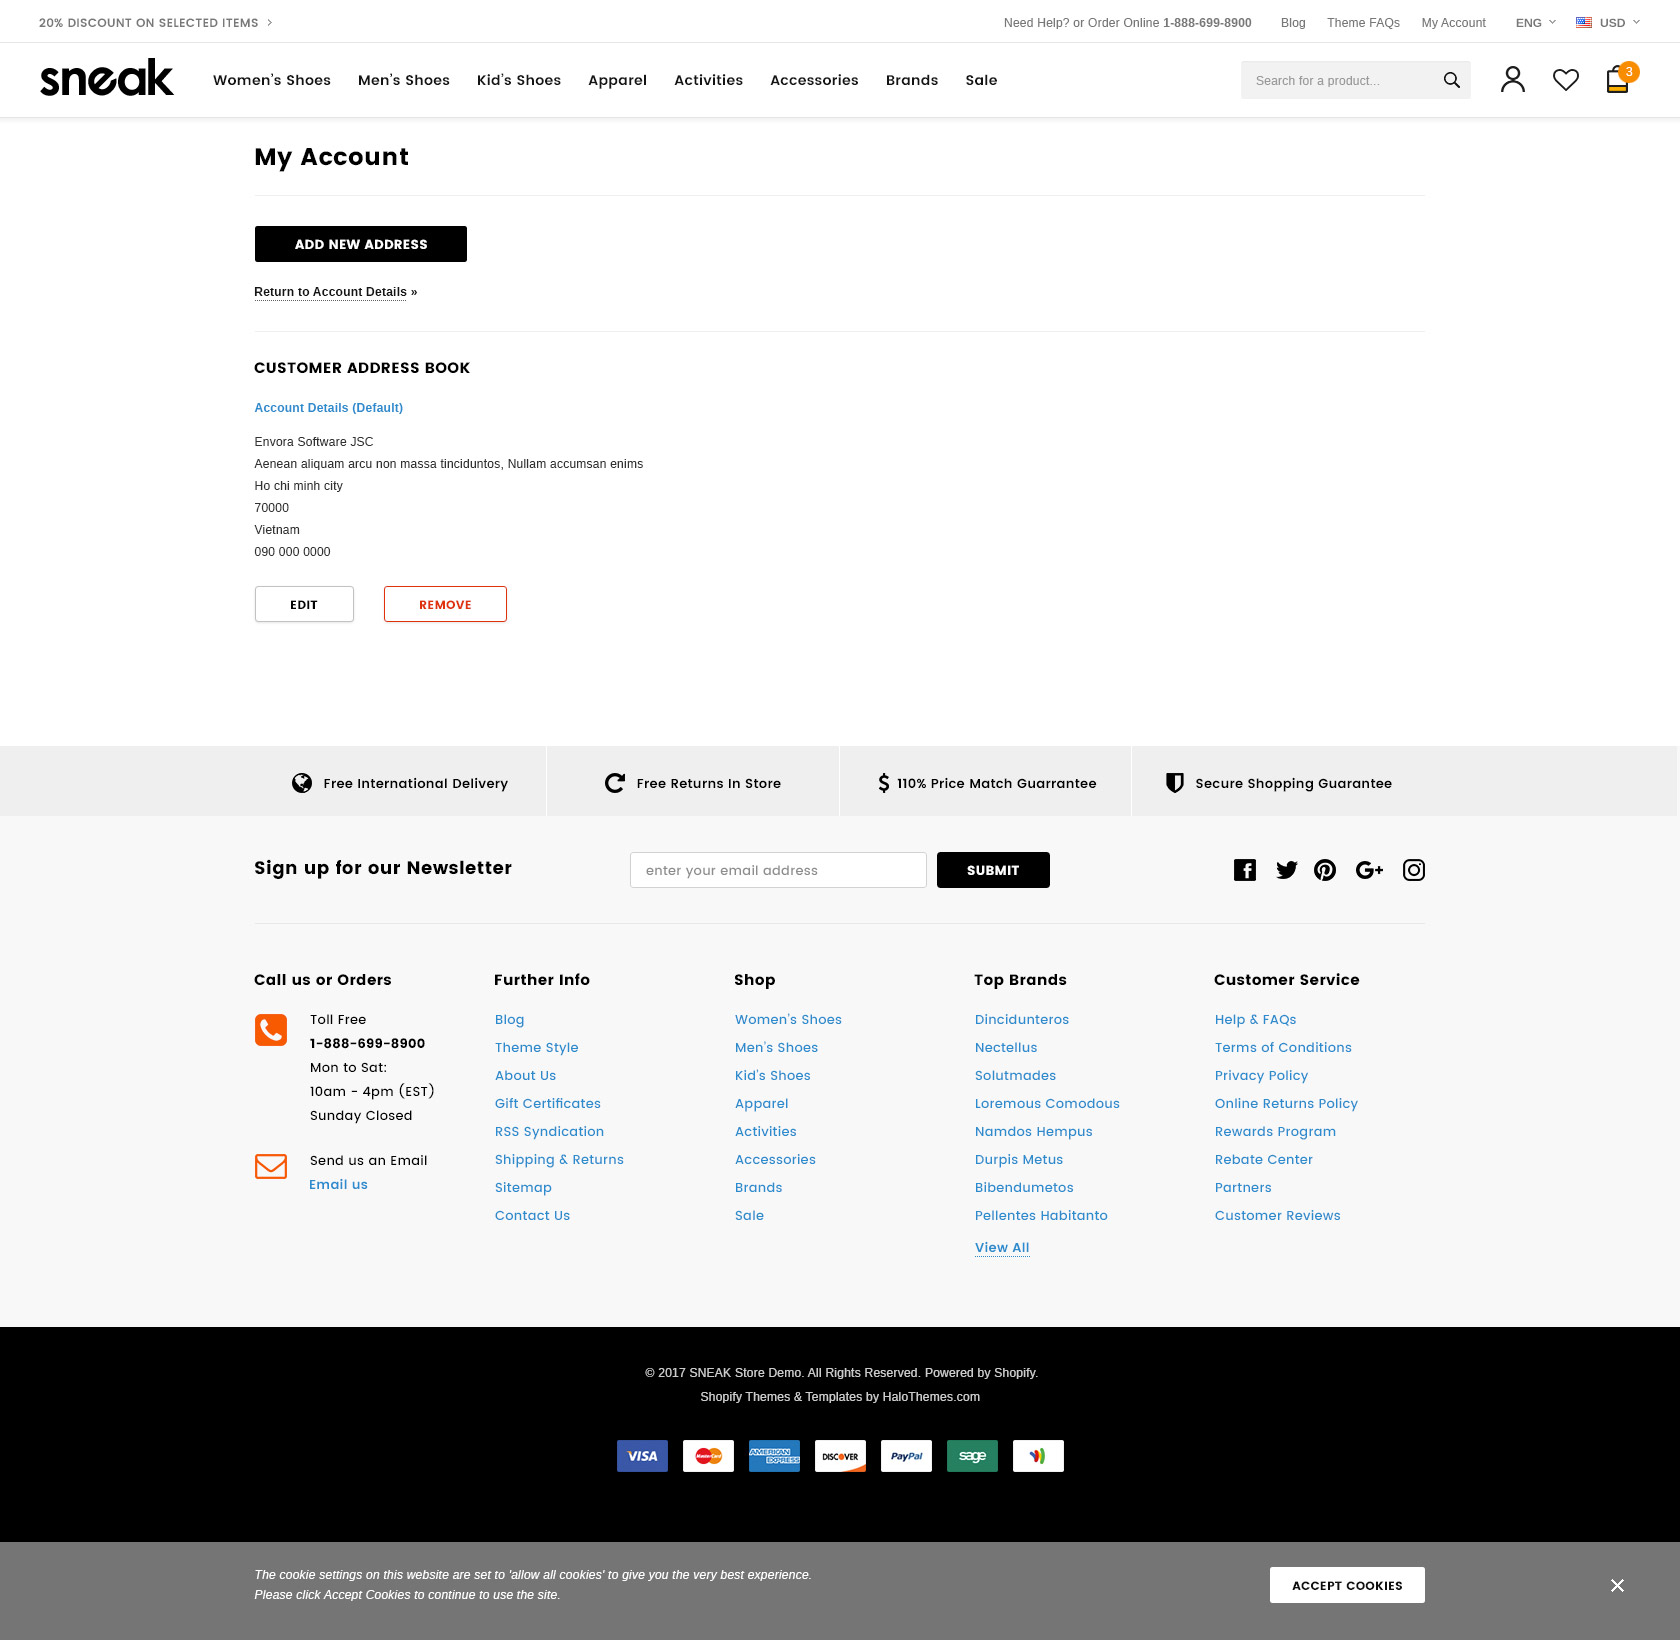 20% DISCOUNT ON SELECTED ITEMS
Need Help? or Order Online 1-888-699-8900 Blog Theme FAQs My Account ENG USD
sneak Women's Shoes Men's Shoes Kid's Shoes Apparel Activities Accessories Brands Sale Search for a product... 3
My Account
ADD NEW ADDRESS
Return to Account Details »
CUSTOMER ADDRESS BOOK
Account Details (Default)
Envora Software JSC
Aenean aliquam arcu non massa tinciduntos, Nullam accumsan enims
Ho chi minh city
70000
Vietnam
090 000 0000
EDIT REMOVE
Free International Delivery Free Returns In Store $ 110% Price Match Guarrantee Secure Shopping Guarantee
Sign up for our Newsletter enter your email address SUBMIT
Call us or Orders
Toll Free
1-888-699-8900
Mon to Sat:
10am - 4pm (EST)
Sunday Closed
Send us an Email
Email us
Further Info
Blog
Theme Style
About Us
Gift Certificates
RSS Syndication
Shipping & Returns
Sitemap
Contact Us
Shop
Women's Shoes
Men's Shoes
Kid's Shoes
Apparel
Activities
Accessories
Brands
Sale
Top Brands
Dincidunteros
Nectellus
Solutmades
Loremous Comodous
Namdos Hempus
Durpis Metus
Bibendumetos
Pellentes Habitanto
View All
Customer Service
Help & FAQs
Terms of Conditions
Privacy Policy
Online Returns Policy
Rewards Program
Rebate Center
Partners
Customer Reviews
© 2017 SNEAK Store Demo. All Rights Reserved. Powered by Shopify.
Shopify Themes & Templates by HaloThemes.com
VISA MasterCard AMERICAN EXPRESS DISCOVER PayPal sage
The cookie settings on this website are set to 'allow all cookies' to give you the very best experience.
Please click Accept Cookies to continue to use the site.
ACCEPT COOKIES